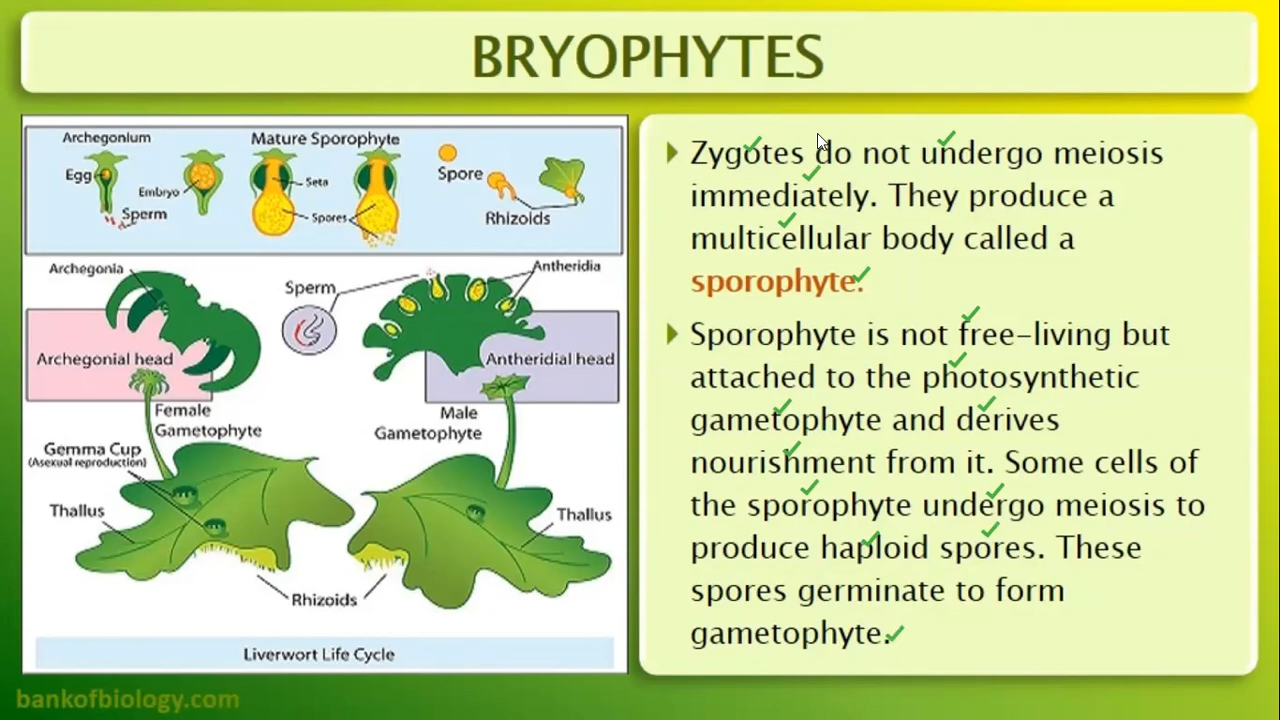 BRYOPHYTES
Archegonium
Mature Sporophyte
Egg
Embryo
Sperm
Seta
Spores
Spore
Rhizoids
Archegonia
Sperm
Antheridia
Archegonial head
Antheridial head
Female
Gametophyte
Male
Gametophyte
Gemma Cup
(Asexual reproduction)
Thallus
Thallus
Rhizoids
Liverwort Life Cycle
Zygotes do not undergo meiosis
immediately. They produce a
multicellular body called a
sporophyte.
Sporophyte is not free-living but
attached to the photosynthetic
gametophyte and derives
nourishment from it. Some cells of
the sporophyte undergo meiosis to
produce haploid spores. These
spores germinate to form
gametophyte.
bankofbiology.com